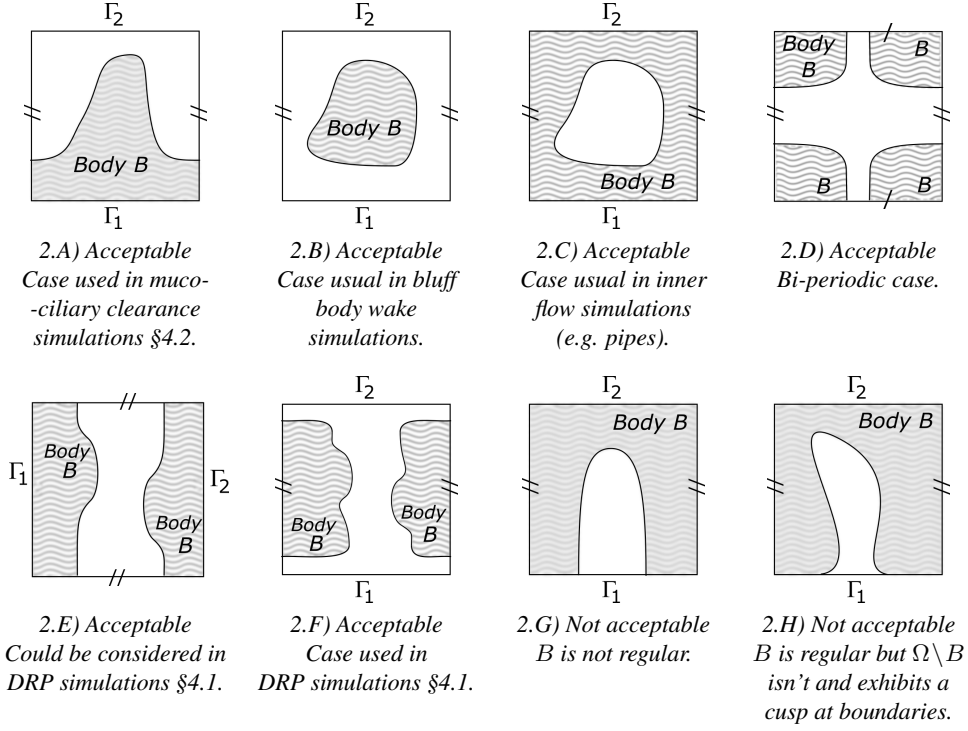 Γ2
Body B
Γ1
2.A) Acceptable
Case used in muco-
-ciliary clearance
simulations §4.2.
Γ2
Body B
Γ1
2.B) Acceptable
Case usual in bluff
body wake
simulations.
Γ2
Body B
Γ1
2.C) Acceptable
Case usual in inner
flow simulations
(e.g. pipes).
Body
B
B
B
B
2.D) Acceptable
Bi-periodic case.
Γ1
Body
B
Γ2
Body
B
2.E) Acceptable
Could be considered in
DRP simulations §4.1.
Γ2
Body
B
Body
B
Γ1
2.F) Acceptable
Case used in
DRP simulations §4.1.
Γ2
Body B
Γ1
2.G) Not acceptable
B is not regular.
Γ2
Body B
Γ1
2.H) Not acceptable
B is regular but Ω\B
isn't and exhibits a
cusp at boundaries.